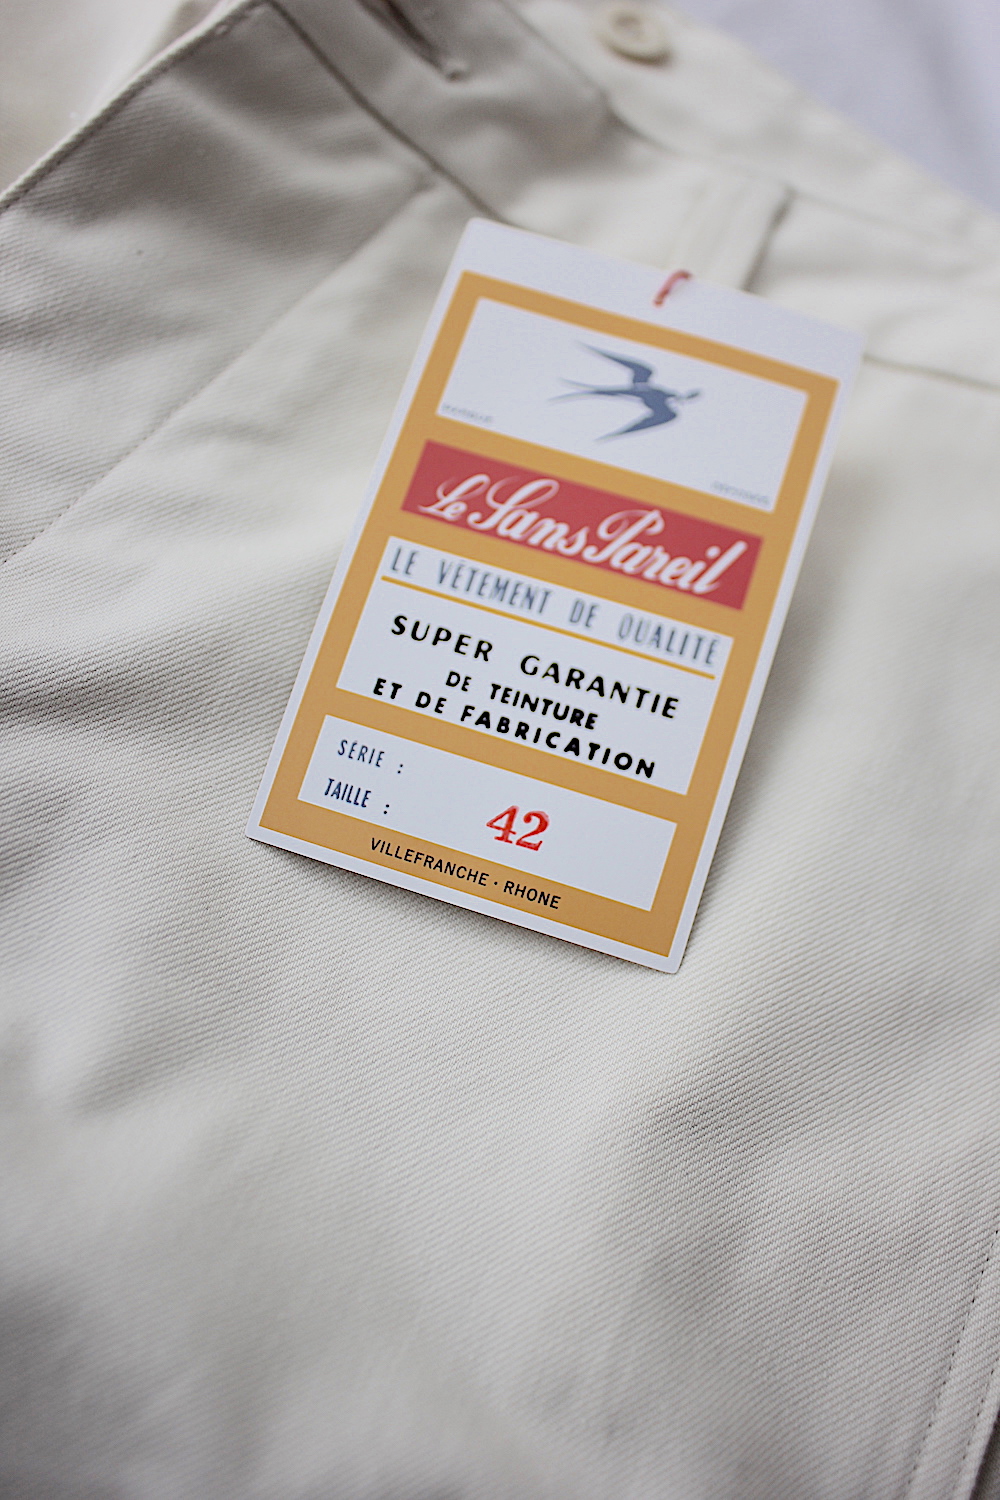 Le Sans Pareil
LE VÊTEMENT DE QUALITÉ
SUPER GARANTIE
DE TEINTURE
ET DE FABRICATION
SÉRIE :
TAILLE : 42
VILLEFRANCHE · RHONE